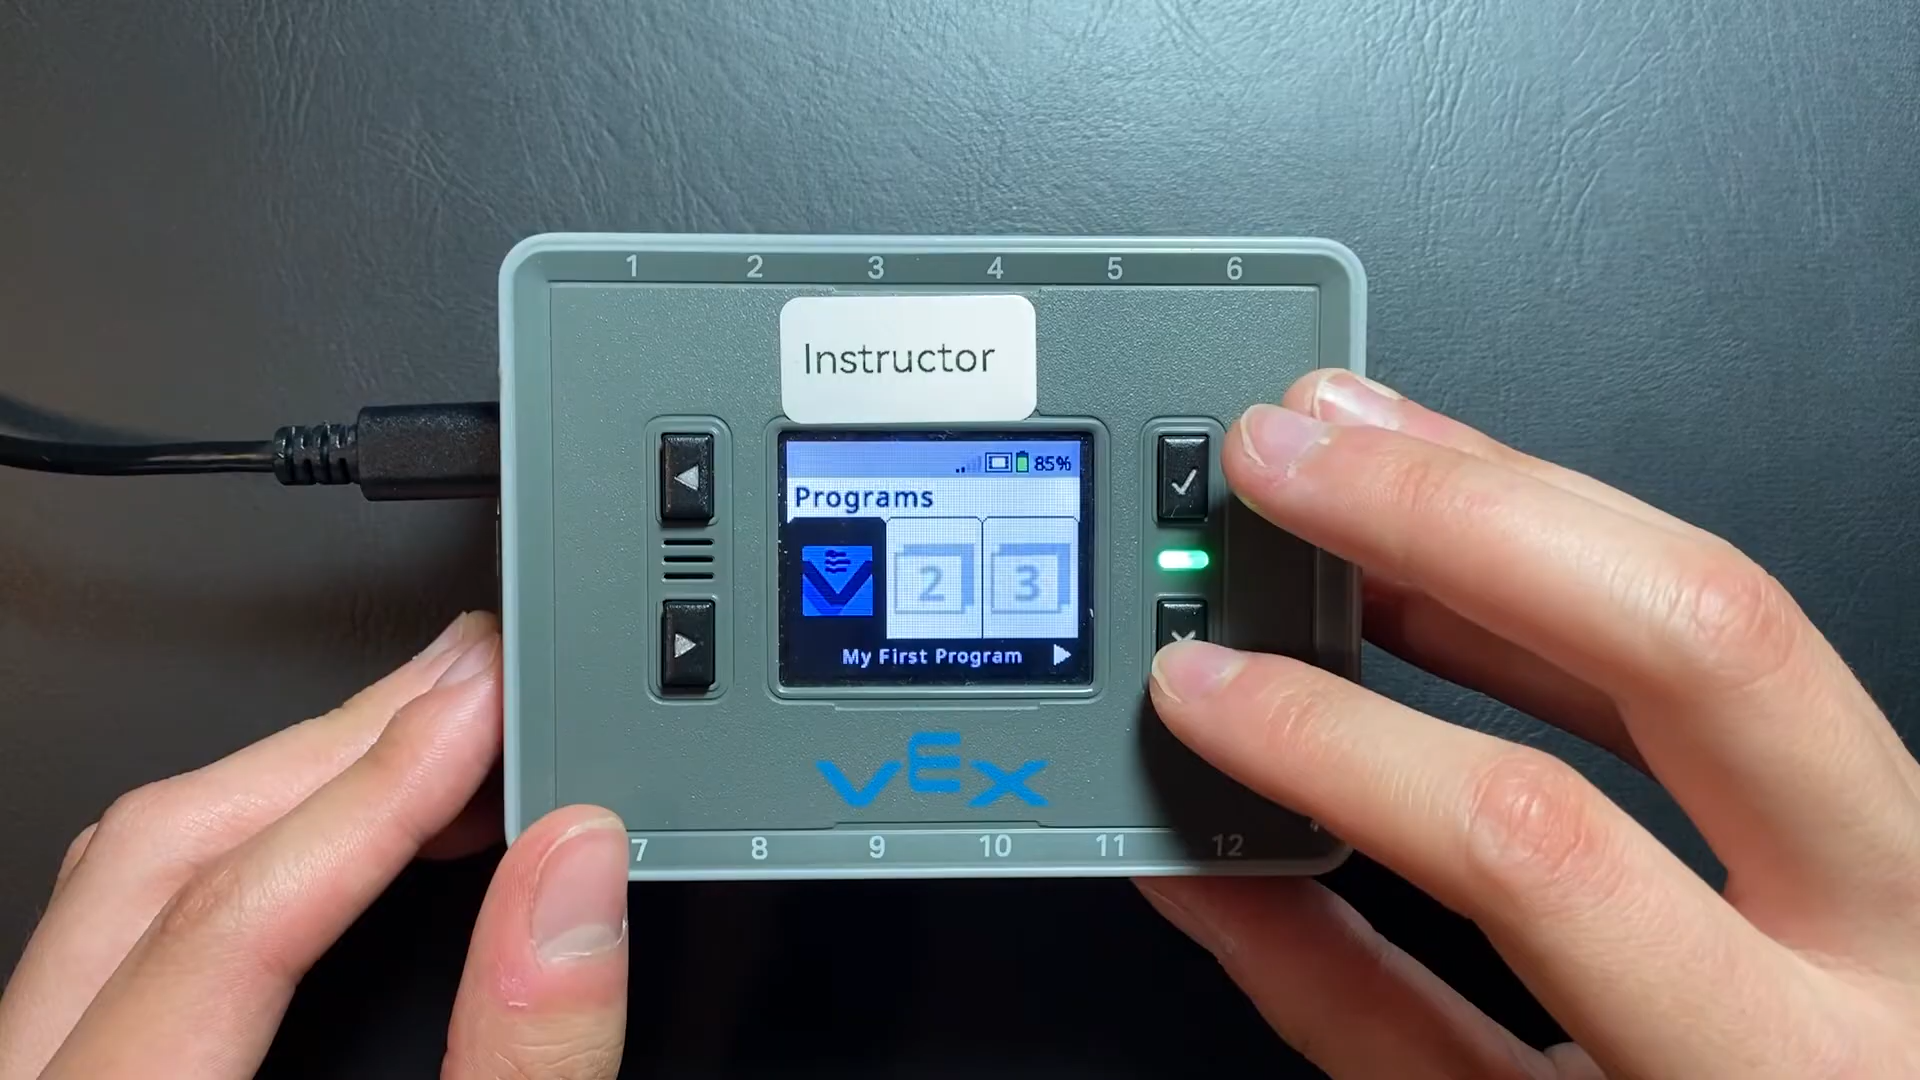 1 2 3 4 5 6
Instructor
85%
Programs
2 3
My First Program
VEX
7 8 9 10 11 12